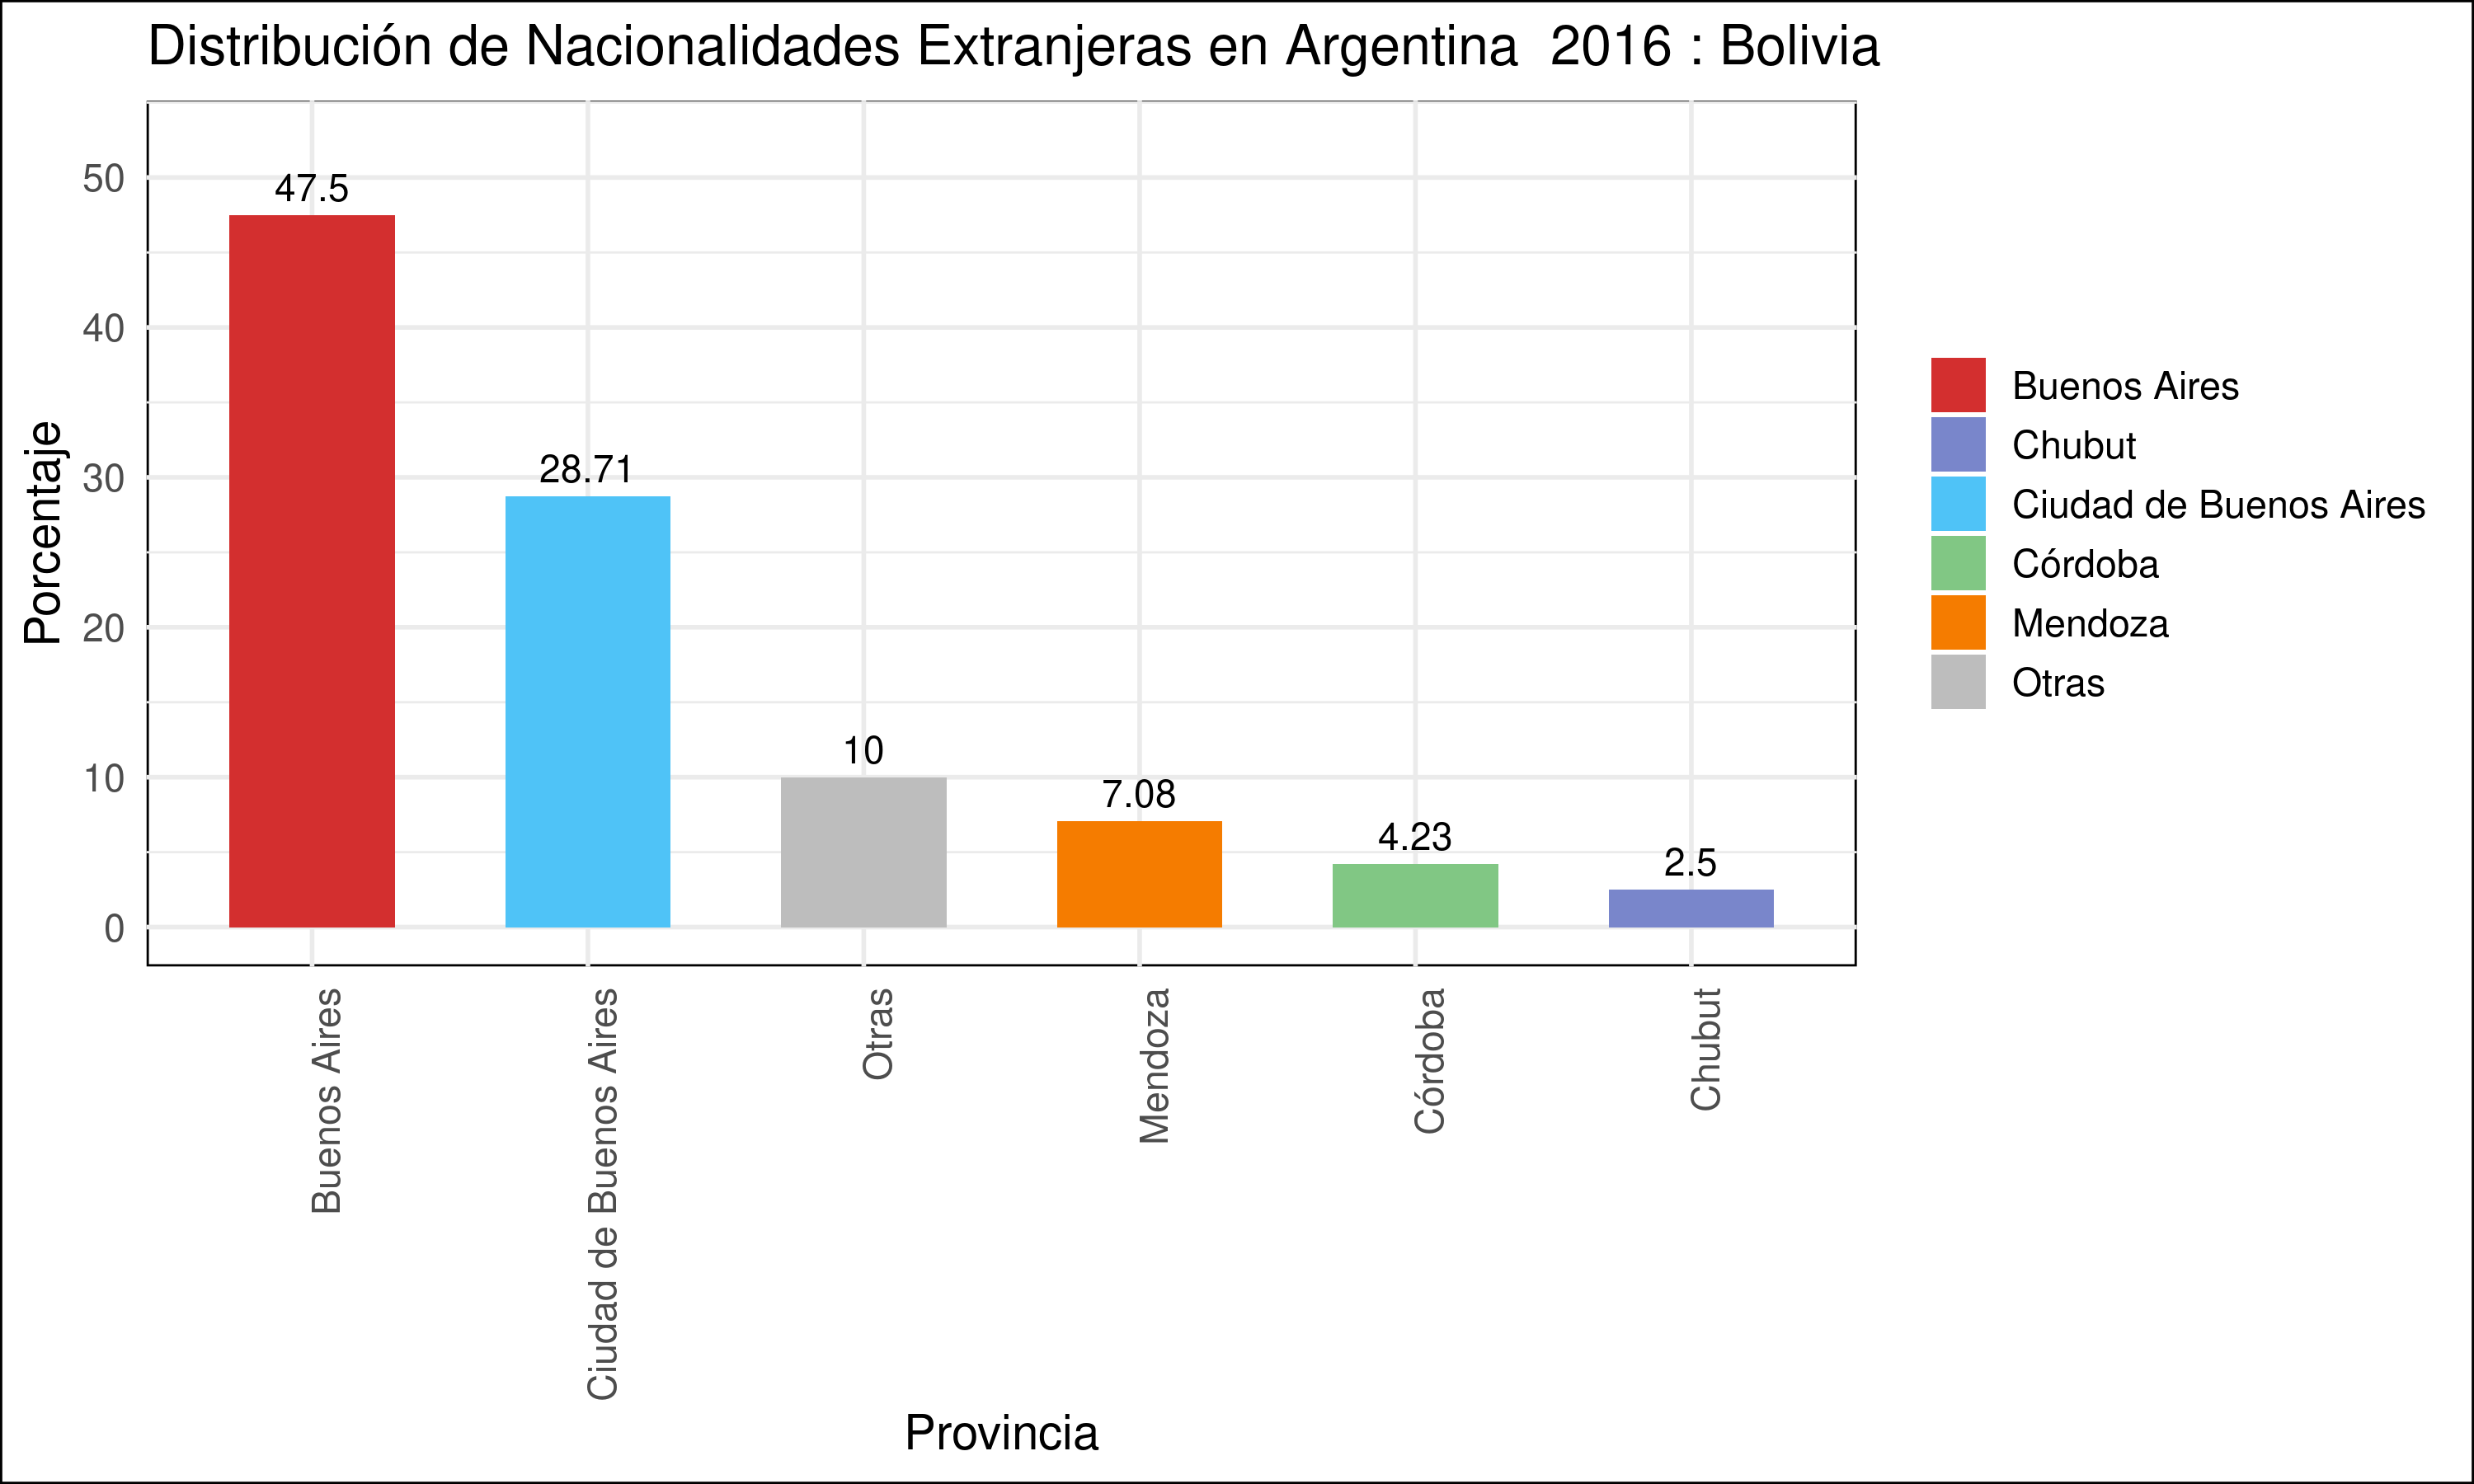 Distribución de Nacionalidades Extranjeras en Argentina  2016 : Bolivia
Porcentaje
50
40
30
20
10
0
47.5
28.71
10
7.08
4.23
2.5
Buenos Aires
Ciudad de Buenos Aires
Otras
Mendoza
Córdoba
Chubut
Provincia
Buenos Aires
Chubut
Ciudad de Buenos Aires
Córdoba
Mendoza
Otras